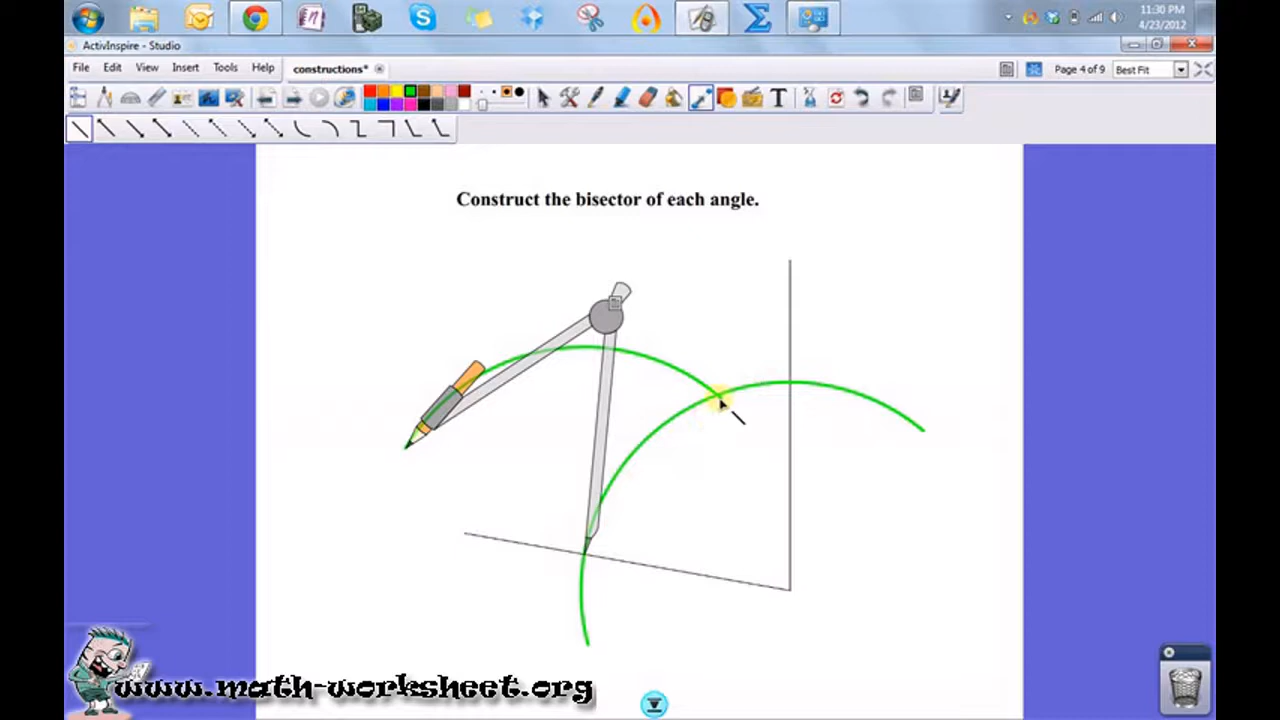 11:30 PM
4/23/2012
ActivInspire - Studio
File Edit View Insert Tools Help constructions* Page 4 of 9 Best Fit
Construct the bisector of each angle.
www.math-worksheet.org